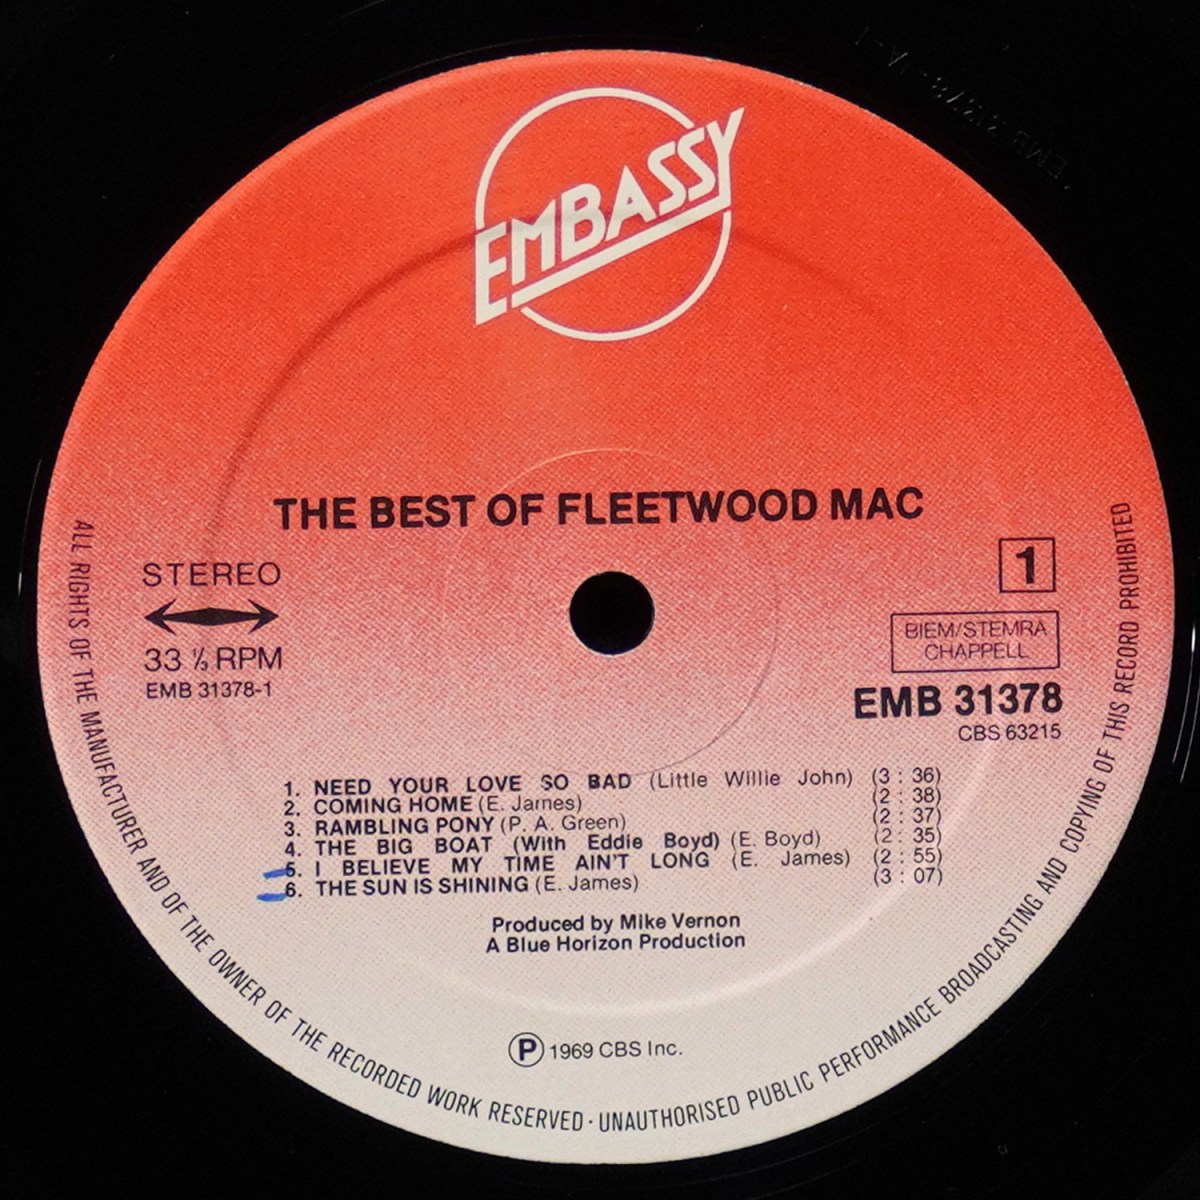 EMB 31378-A-1
EMBASSY
THE BEST OF FLEETWOOD MAC
STEREO
33 ⅓ RPM
EMB 31378-1
1
BIEM/STEMRA
CHAPPELL
EMB 31378
CBS 63215
1. NEED YOUR LOVE SO BAD (Little Willie John) (3 : 36)
2. COMING HOME (E. James) (2 : 38)
3. RAMBLING PONY (P. A. Green) (2 : 37)
4. THE BIG BOAT (With Eddie Boyd) (E. Boyd) (2 : 35)
5. I BELIEVE MY TIME AIN'T LONG (E. James) (2 : 55)
6. THE SUN IS SHINING (E. James) (3 : 07)
Produced by Mike Vernon
A Blue Horizon Production
Ⓟ 1969 CBS Inc.
ALL RIGHTS OF THE MANUFACTURER AND OF THE OWNER OF THE RECORDED WORK RESERVED · UNAUTHORISED PUBLIC PERFORMANCE BROADCASTING AND COPYING OF THIS RECORD PROHIBITED